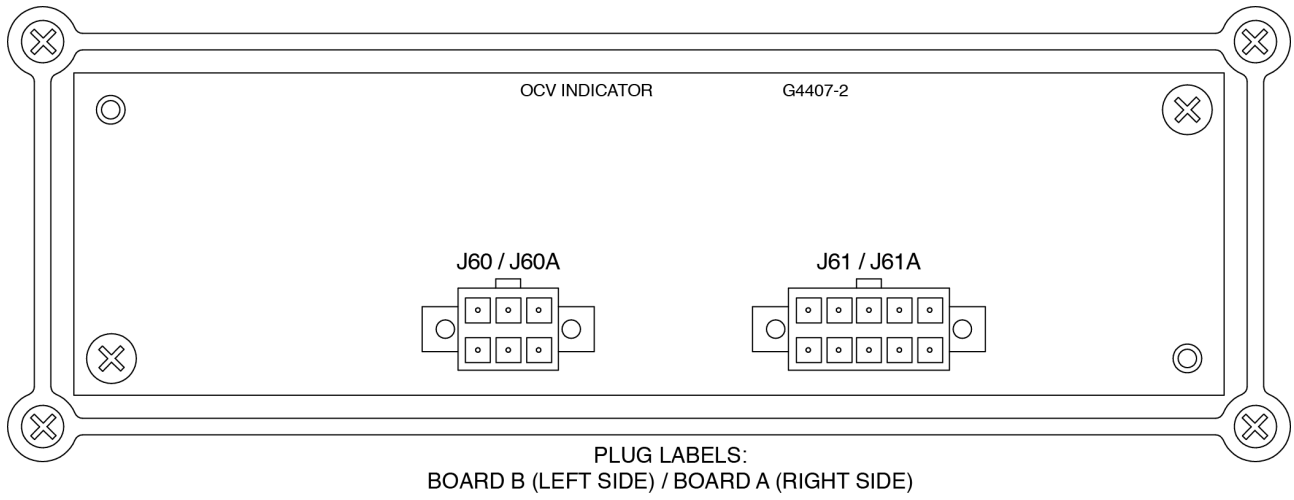 OCV INDICATOR G4407-2
J60 / J60A J61 / J61A
PLUG LABELS:
BOARD B (LEFT SIDE) / BOARD A (RIGHT SIDE)